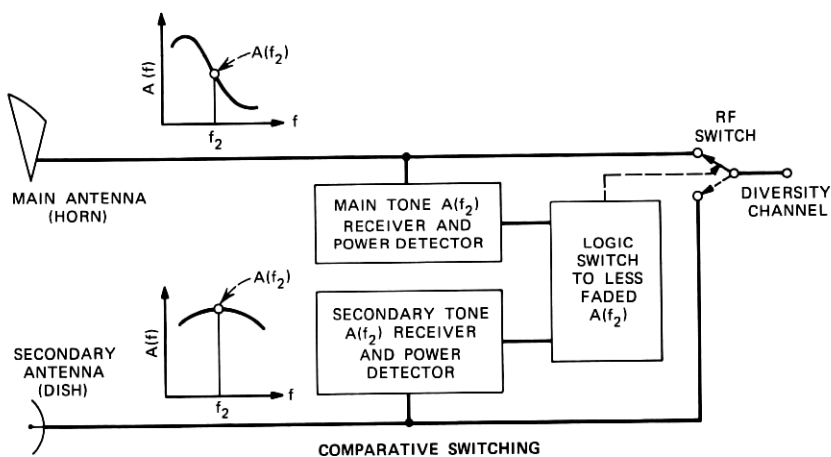 A(f)
A(f₂)
f₂
f
MAIN ANTENNA
(HORN)
RF
SWITCH
DIVERSITY
CHANNEL
MAIN TONE A(f₂)
RECEIVER AND
POWER DETECTOR
LOGIC
SWITCH
TO LESS
FADED
A(f₂)
A(f)
A(f₂)
f₂
f
SECONDARY TONE
A(f₂) RECEIVER
AND POWER
DETECTOR
SECONDARY
ANTENNA
(DISH)
COMPARATIVE SWITCHING